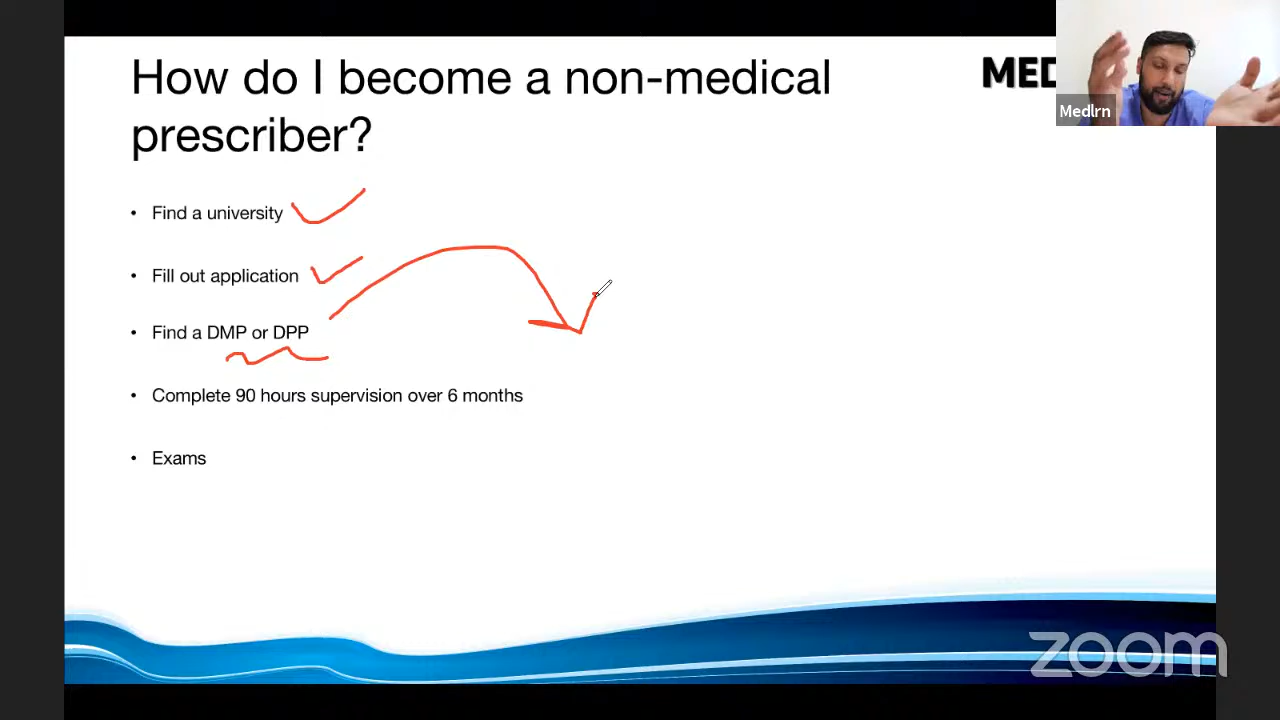 How do I become a non-medical
prescriber?
MED
Medlrn
• Find a university
• Fill out application
• Find a DMP or DPP
• Complete 90 hours supervision over 6 months
• Exams
zoom